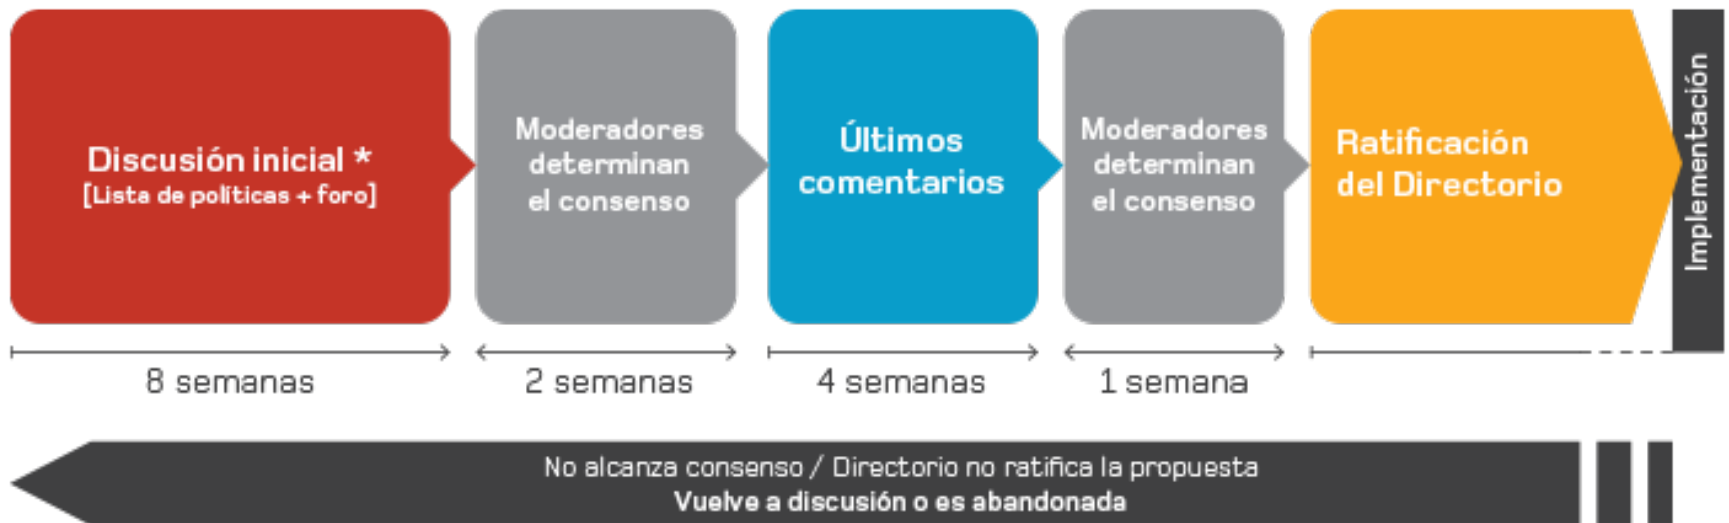 Discusión inicial *
[Lista de políticas + foro]
Moderadores
determinan
el consenso
Últimos
comentarios
Moderadores
determinan
el consenso
Ratificación
del Directorio
Implementación
8 semanas
2 semanas
4 semanas
1 semana
No alcanza consenso / Directorio no ratifica la propuesta
Vuelve a discusión o es abandonada